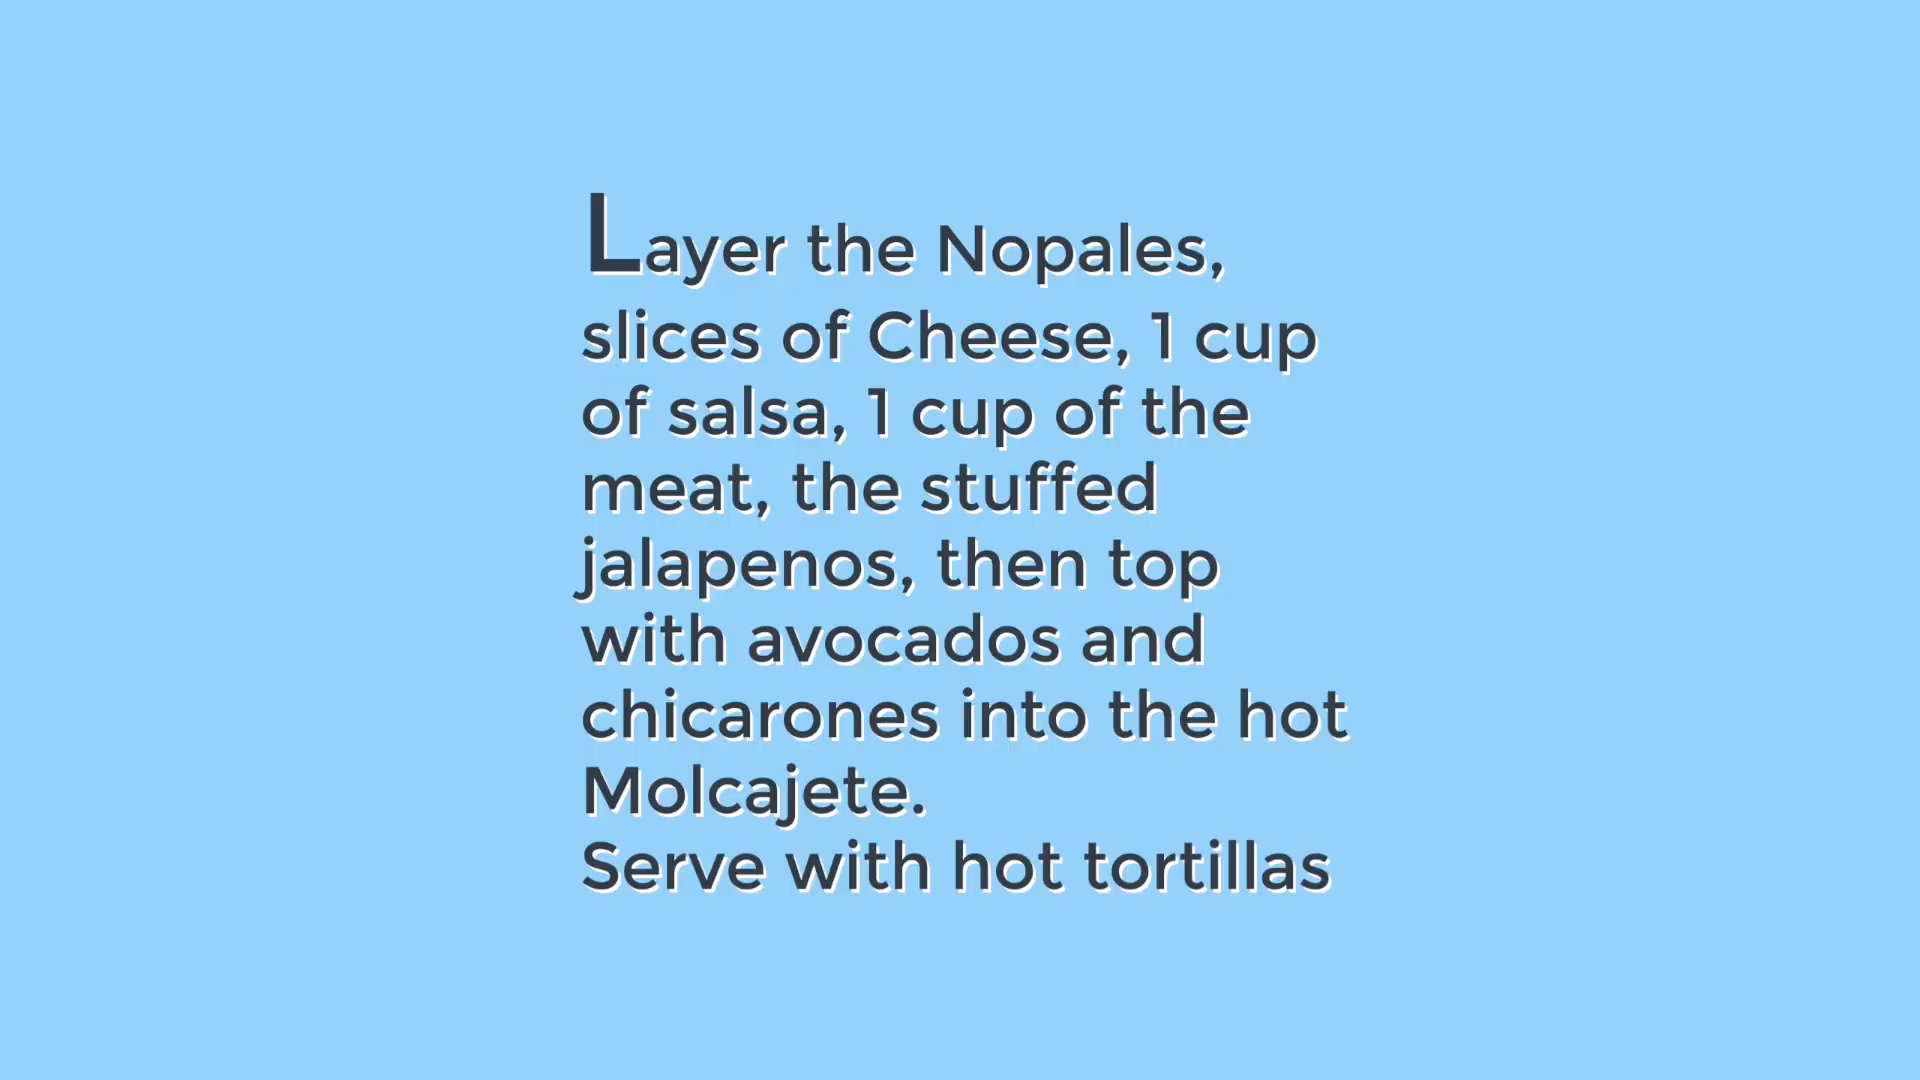 Layer the Nopales,
slices of Cheese, 1 cup
of salsa, 1 cup of the
meat, the stuffed
jalapenos, then top
with avocados and
chicarones into the hot
Molcajete.
Serve with hot tortillas